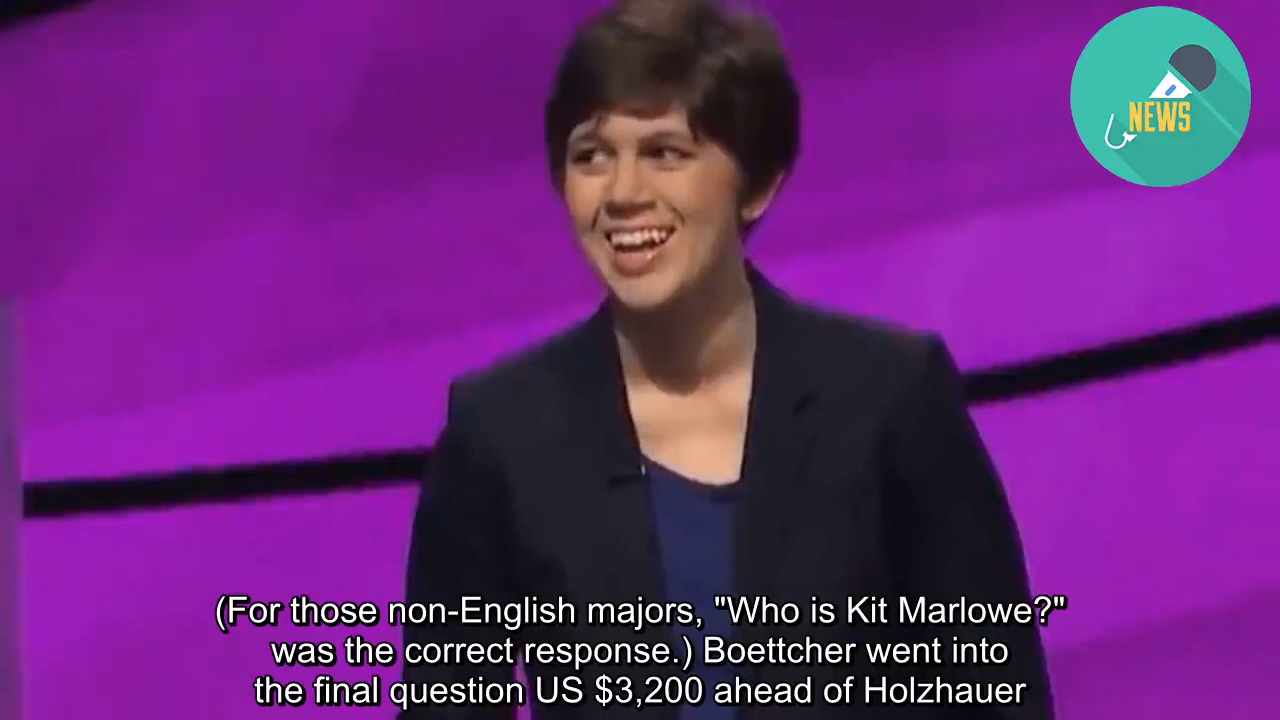 NEWS
(For those non-English majors, "Who is Kit Marlowe?"
was the correct response.) Boettcher went into
the final question US $3,200 ahead of Holzhauer